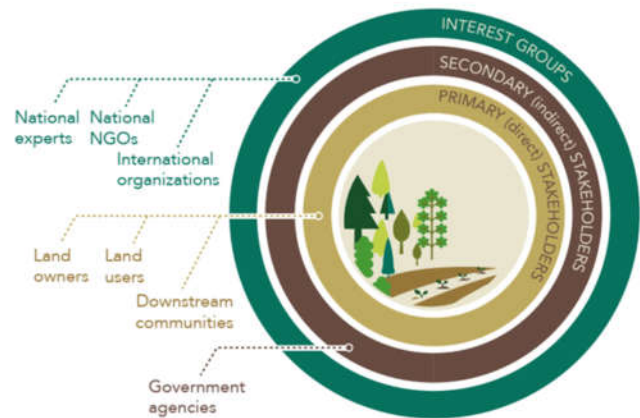 INTEREST GROUPS
SECONDARY (indirect) STAKEHOLDERS
PRIMARY (direct) STAKEHOLDERS
National
experts
National
NGOs
International
organizations
Land
owners
Land
users
Downstream
communities
Government
agencies